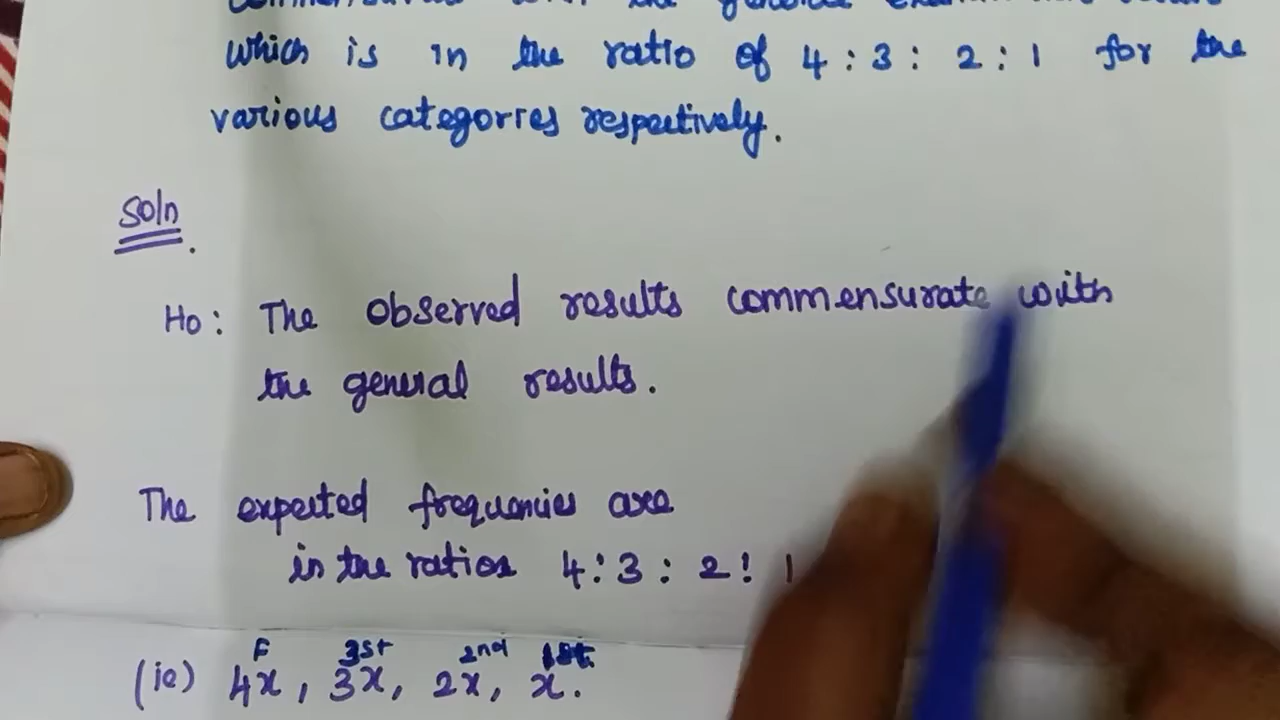 which is in the ratio of 4 : 3 : 2 : 1 for the
various categories respectively.
Soln
Ho: The observed results commensurate with
the general results.
The expected frequencies are
in the ratios 4:3 : 2 : 1
F 3st 2nd 1st
(ie) 4x, 3x, 2x, x.